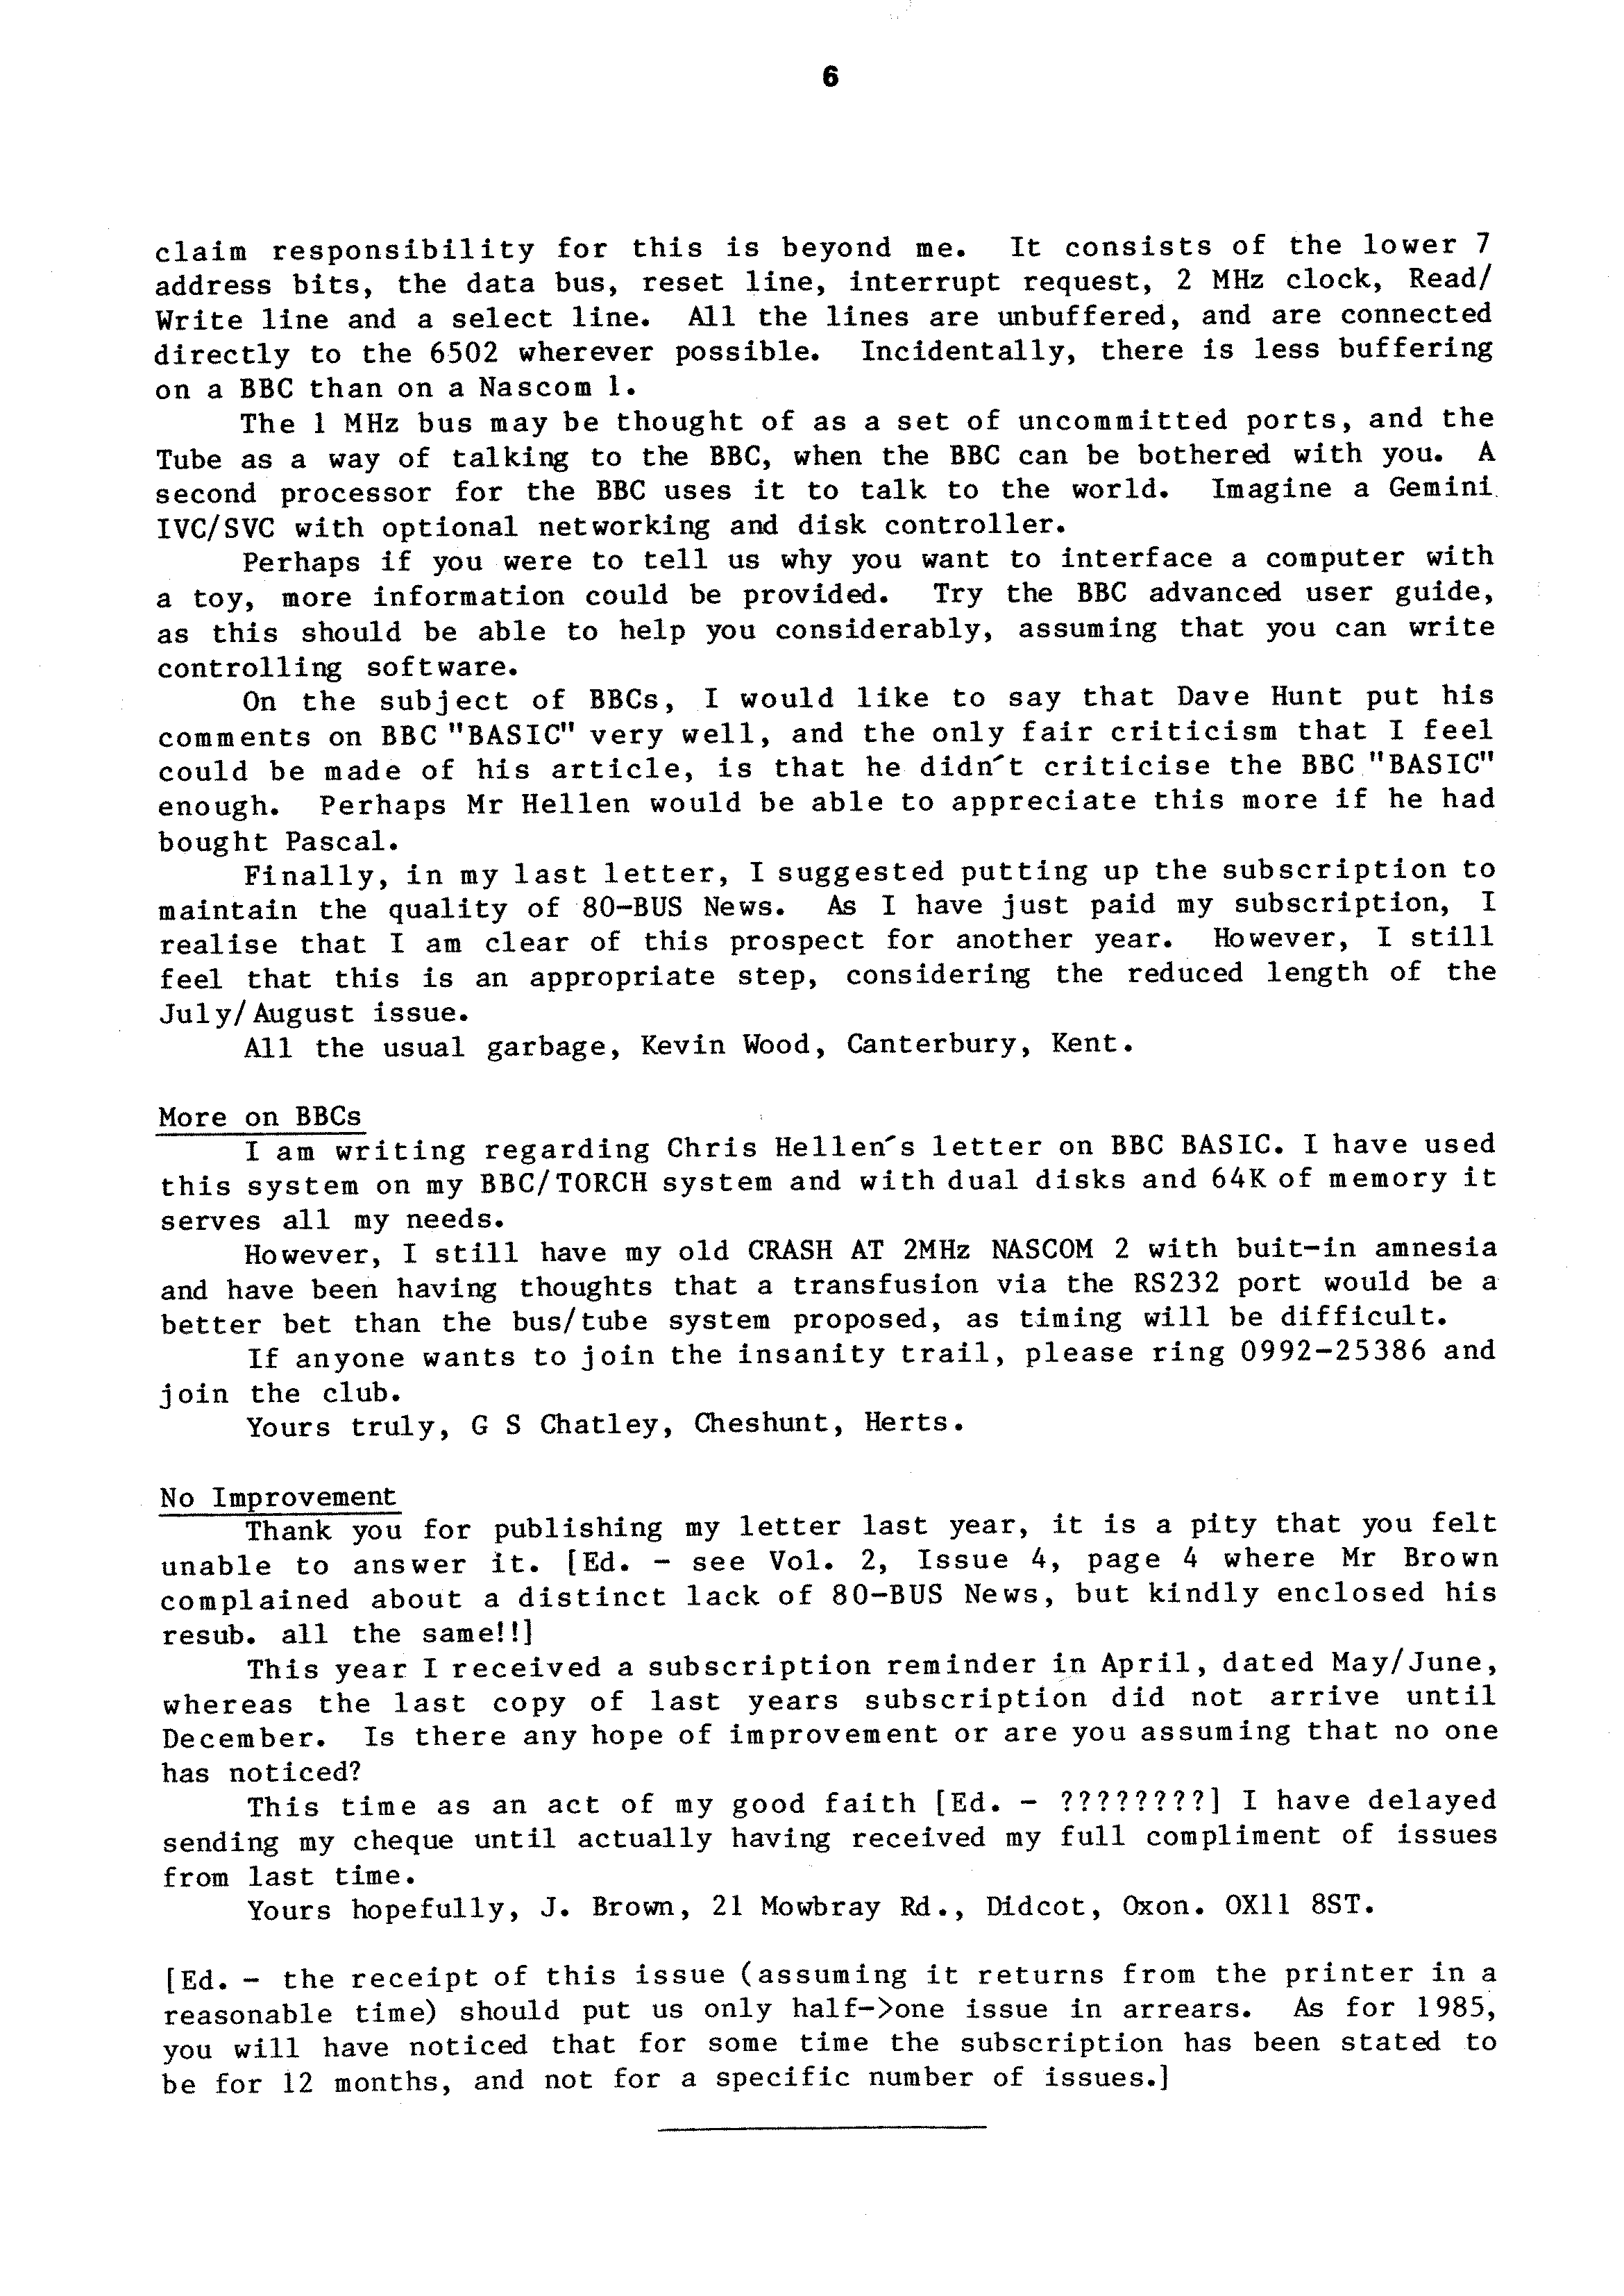 6
claim responsibility for this is beyond me. It consists of the lower 7
address bits, the data bus, reset line, interrupt request, 2 MHz clock, Read/
Write line and a select line. All the lines are unbuffered, and are connected
directly to the 6502 wherever possible. Incidentally, there is less buffering
on a BBC than on a Nascom 1.
The 1 MHz bus may be thought of as a set of uncommitted ports, and the
Tube as a way of talking to the BBC, when the BBC can be bothered with you. A
second processor for the BBC uses it to talk to the world. Imagine a Gemini
IVC/SVC with optional networking and disk controller.
Perhaps if you were to tell us why you want to interface a computer with
a toy, more information could be provided. Try the BBC advanced user guide,
as this should be able to help you considerably, assuming that you can write
controlling software.
On the subject of BBCs, I would like to say that Dave Hunt put his
comments on BBC "BASIC" very well, and the only fair criticism that I feel
could be made of his article, is that he didn't criticise the BBC "BASIC"
enough. Perhaps Mr Hellen would be able to appreciate this more if he had
bought Pascal.
Finally, in my last letter, I suggested putting up the subscription to
maintain the quality of 80-BUS News. As I have just paid my subscription, I
realise that I am clear of this prospect for another year. However, I still
feel that this is an appropriate step, considering the reduced length of the
July/August issue.
All the usual garbage, Kevin Wood, Canterbury, Kent.
More on BBCs
I am writing regarding Chris Hellen's letter on BBC BASIC. I have used
this system on my BBC/TORCH system and with dual disks and 64K of memory it
serves all my needs.
However, I still have my old CRASH AT 2MHz NASCOM 2 with buit-in amnesia
and have been having thoughts that a transfusion via the RS232 port would be a
better bet than the bus/tube system proposed, as timing will be difficult.
If anyone wants to join the insanity trail, please ring 0992-25386 and
join the club.
Yours truly, G S Chatley, Cheshunt, Herts.
No Improvement
Thank you for publishing my letter last year, it is a pity that you felt
unable to answer it. [Ed. - see Vol. 2, Issue 4, page 4 where Mr Brown
complained about a distinct lack of 80-BUS News, but kindly enclosed his
resub. all the same!!]
This year I received a subscription reminder in April, dated May/June,
whereas the last copy of last years subscription did not arrive until
December. Is there any hope of improvement or are you assuming that no one
has noticed?
This time as an act of my good faith [Ed. - ????????] I have delayed
sending my cheque until actually having received my full compliment of issues
from last time.
Yours hopefully, J. Brown, 21 Mowbray Rd., Didcot, Oxon. OX11 8ST.
[Ed. - the receipt of this issue (assuming it returns from the printer in a
reasonable time) should put us only half->one issue in arrears. As for 1985,
you will have noticed that for some time the subscription has been stated to
be for 12 months, and not for a specific number of issues.]